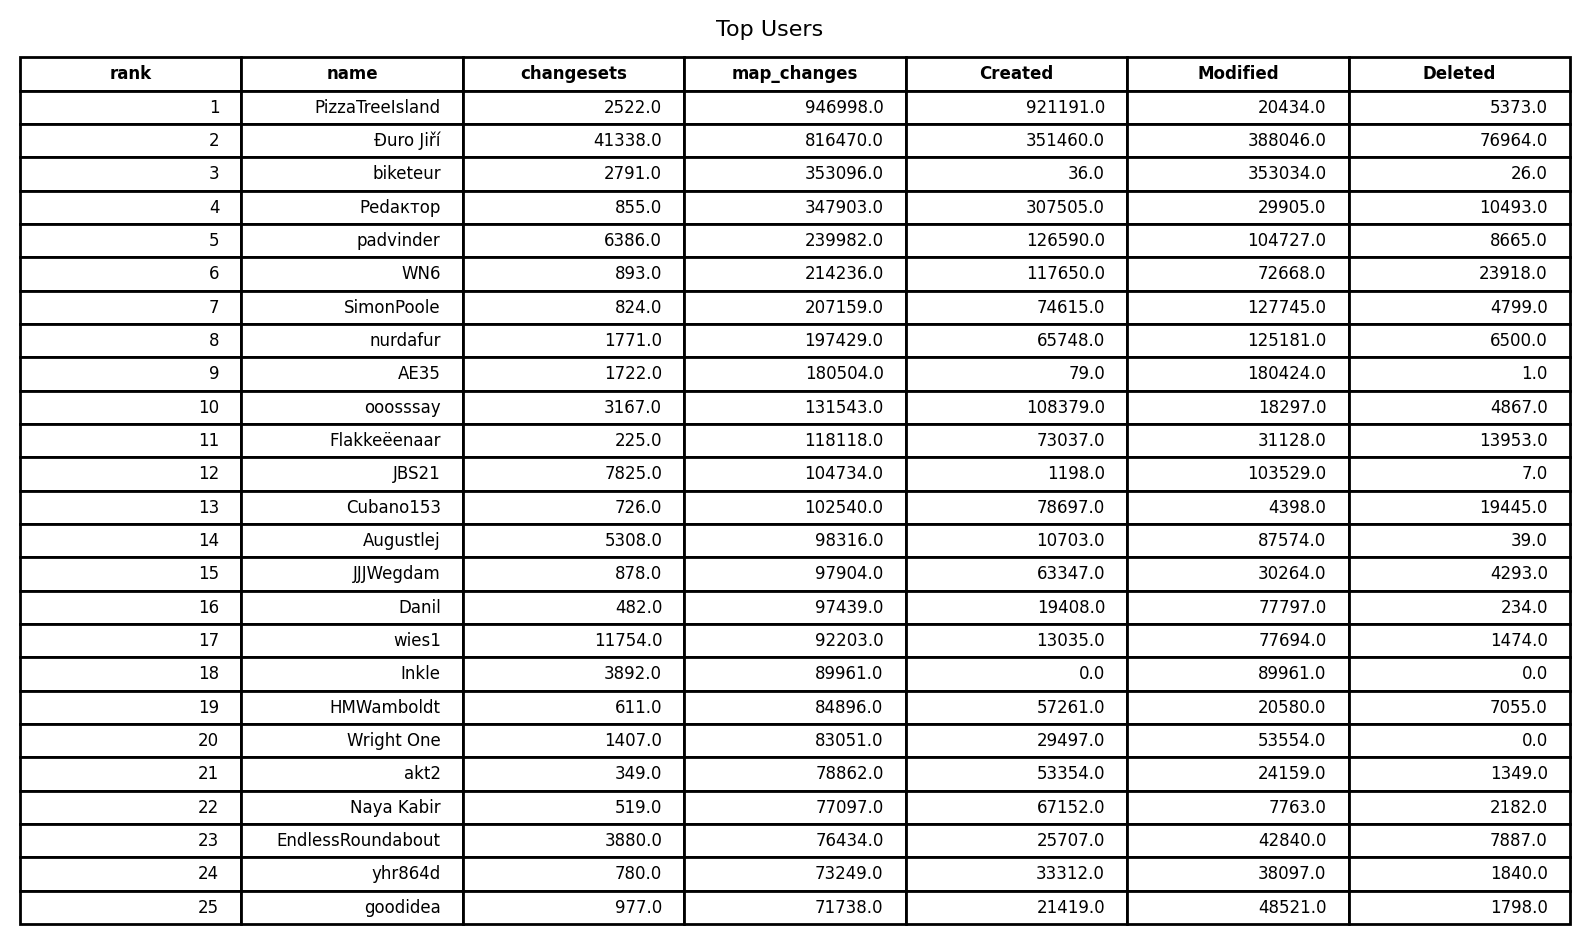 Top Users
rank name changesets map_changes Created Modified Deleted
1 PizzaTreeIsland 2522.0 946998.0 921191.0 20434.0 5373.0
2 Đuro Jiří 41338.0 816470.0 351460.0 388046.0 76964.0
3 biketeur 2791.0 353096.0 36.0 353034.0 26.0
4 Редактор 855.0 347903.0 307505.0 29905.0 10493.0
5 padvinder 6386.0 239982.0 126590.0 104727.0 8665.0
6 WN6 893.0 214236.0 117650.0 72668.0 23918.0
7 SimonPoole 824.0 207159.0 74615.0 127745.0 4799.0
8 nurdafur 1771.0 197429.0 65748.0 125181.0 6500.0
9 AE35 1722.0 180504.0 79.0 180424.0 1.0
10 ooosssay 3167.0 131543.0 108379.0 18297.0 4867.0
11 Flakkeëenaar 225.0 118118.0 73037.0 31128.0 13953.0
12 JBS21 7825.0 104734.0 1198.0 103529.0 7.0
13 Cubano153 726.0 102540.0 78697.0 4398.0 19445.0
14 Augustlej 5308.0 98316.0 10703.0 87574.0 39.0
15 JJJWegdam 878.0 97904.0 63347.0 30264.0 4293.0
16 Danil 482.0 97439.0 19408.0 77797.0 234.0
17 wies1 11754.0 92203.0 13035.0 77694.0 1474.0
18 Inkle 3892.0 89961.0 0.0 89961.0 0.0
19 HMWamboldt 611.0 84896.0 57261.0 20580.0 7055.0
20 Wright One 1407.0 83051.0 29497.0 53554.0 0.0
21 akt2 349.0 78862.0 53354.0 24159.0 1349.0
22 Naya Kabir 519.0 77097.0 67152.0 7763.0 2182.0
23 EndlessRoundabout 3880.0 76434.0 25707.0 42840.0 7887.0
24 yhr864d 780.0 73249.0 33312.0 38097.0 1840.0
25 goodidea 977.0 71738.0 21419.0 48521.0 1798.0